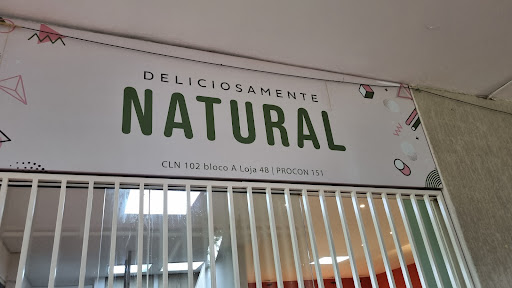 DELICIOSAMENTE
NATURAL
CLN 102 bloco A Loja 48 | PROCON 151